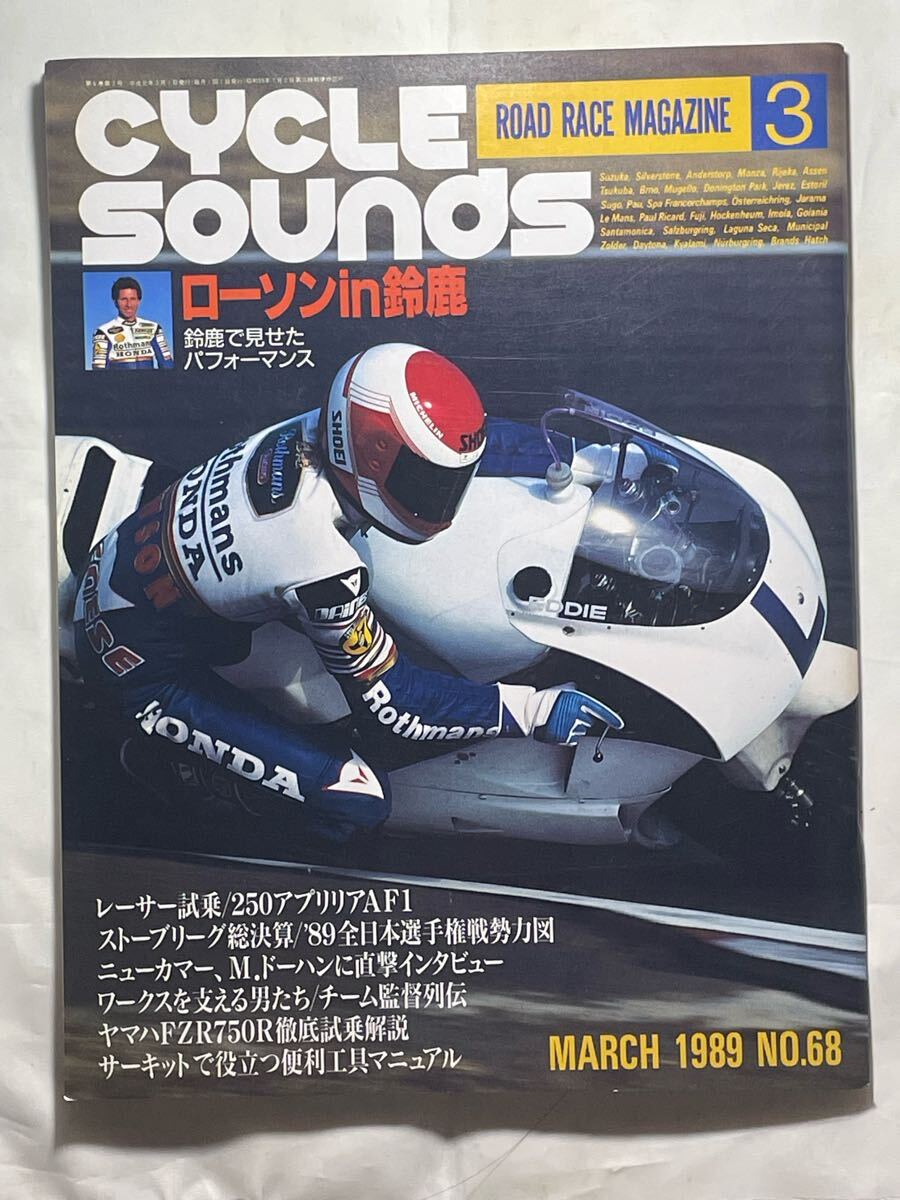 CYCLE
SOUNDS
ROAD RACE MAGAZINE
3
Suzuka, Silverstone, Anderstorp, Monza, Rijeka, Assen
Tsukuba, Brno, Mugello, Donington Park, Jerez, Estoril
Sugo, Pau, Spa Francorchamps, Österreichring, Jarama
Le Mans, Paul Ricard, Fuji, Hockenheum, Imola, Goiania
Santamonica, Salzburgring, Laguna Seca, Municipal
Zolder, Daytona, Kyalami, Nürburgring, Brands Hatch
ローソンin鈴鹿
鈴鹿で見せた
パフォーマンス
Rothmans
HONDA
MICHELIN
SHOEI
SHOEI
Rothmans
Rothmans
HONDA
EDDIE
Rothmans
HONDA
レーサー試乗/250アプリリアAF1
ストーブリーグ総決算/'89全日本選手権戦勢力図
ニューカマー、M.ドーハンに直撃インタビュー
ワークスを支える男たち/チーム監督列伝
ヤマハFZR750R徹底試乗解説
サーキットで役立つ便利工具マニュアル
MARCH 1989 NO.68